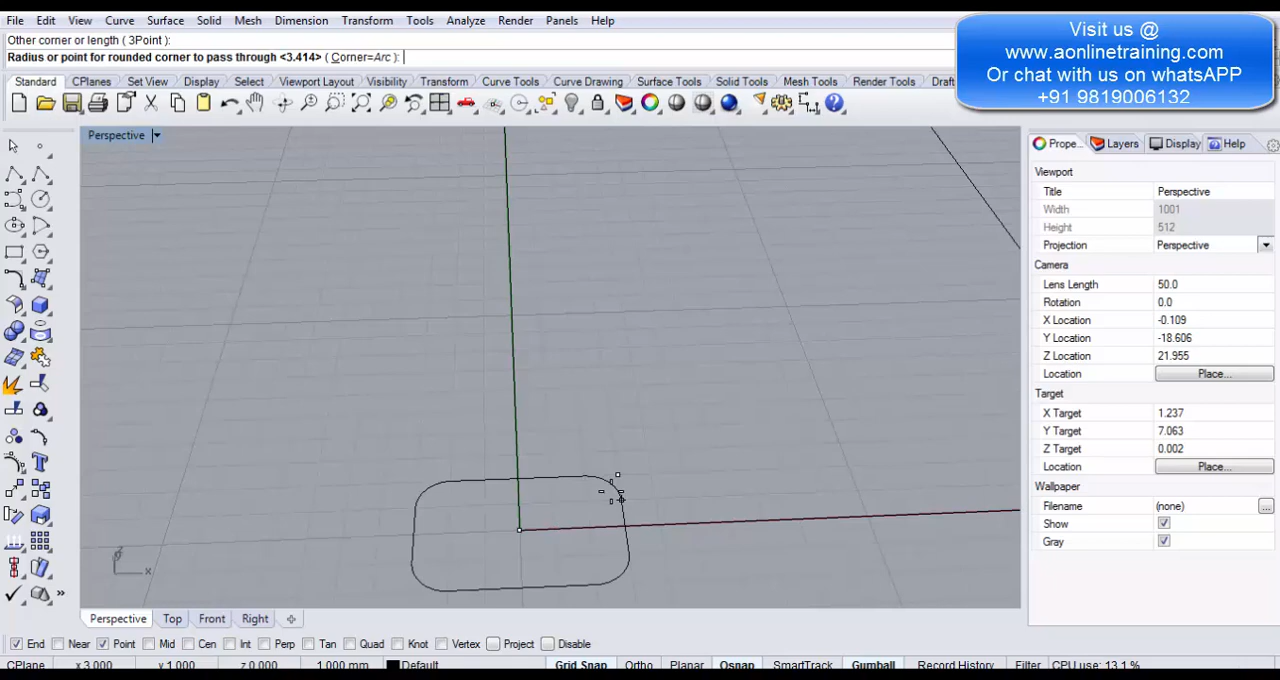 File Edit View Curve Surface Solid Mesh Dimension Transform Tools Analyze Render Panels Help
Other corner or length ( 3Point ):
Radius or point for rounded corner to pass through <3.414> ( Corner=Arc ):
Visit us @
www.aonlinetraining.com
Or chat with us on whatsAPP
+91 9819006132
Standard CPlanes Set View Display Select Viewport Layout Visibility Transform Curve Tools Curve Drawing Surface Tools Solid Tools Mesh Tools Render Tools Draft
Perspective
Prope... Layers Display Help
Viewport
Title Perspective
Width 1001
Height 512
Projection Perspective
Camera
Lens Length 50.0
Rotation 0.0
X Location -0.109
Y Location -18.606
Z Location 21.955
Location Place...
Target
X Target 1.237
Y Target 7.063
Z Target 0.002
Location Place...
Wallpaper
Filename (none) ...
Show
Gray
x
Perspective Top Front Right
End Near Point Mid Cen Int Perp Tan Quad Knot Vertex Project Disable
CPlane x 3.000 y 1.000 z 0.000 1.000 mm Default Grid Snap Ortho Planar Osnap SmartTrack Gumball Record History Filter CPU use: 13.1 %